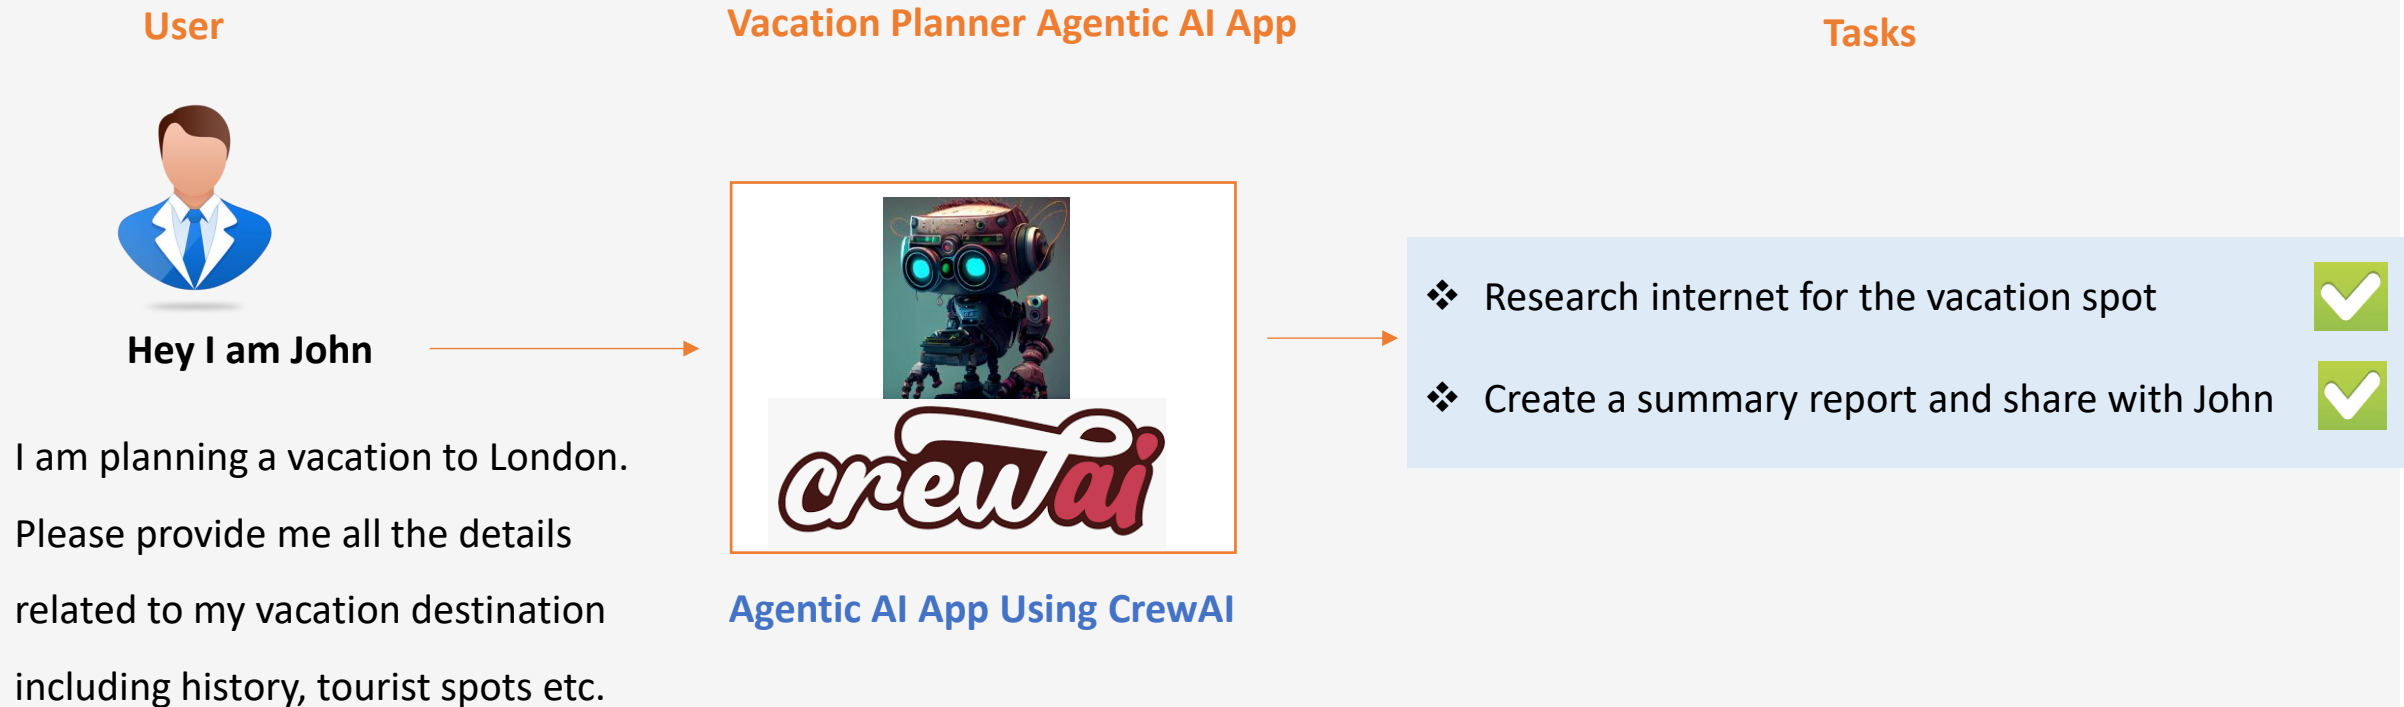 User
Vacation Planner Agentic AI App
Tasks
Hey I am John
I am planning a vacation to London.
Please provide me all the details
related to my vacation destination
including history, tourist spots etc.
crewai
Agentic AI App Using CrewAI
❖ Research internet for the vacation spot
❖ Create a summary report and share with John